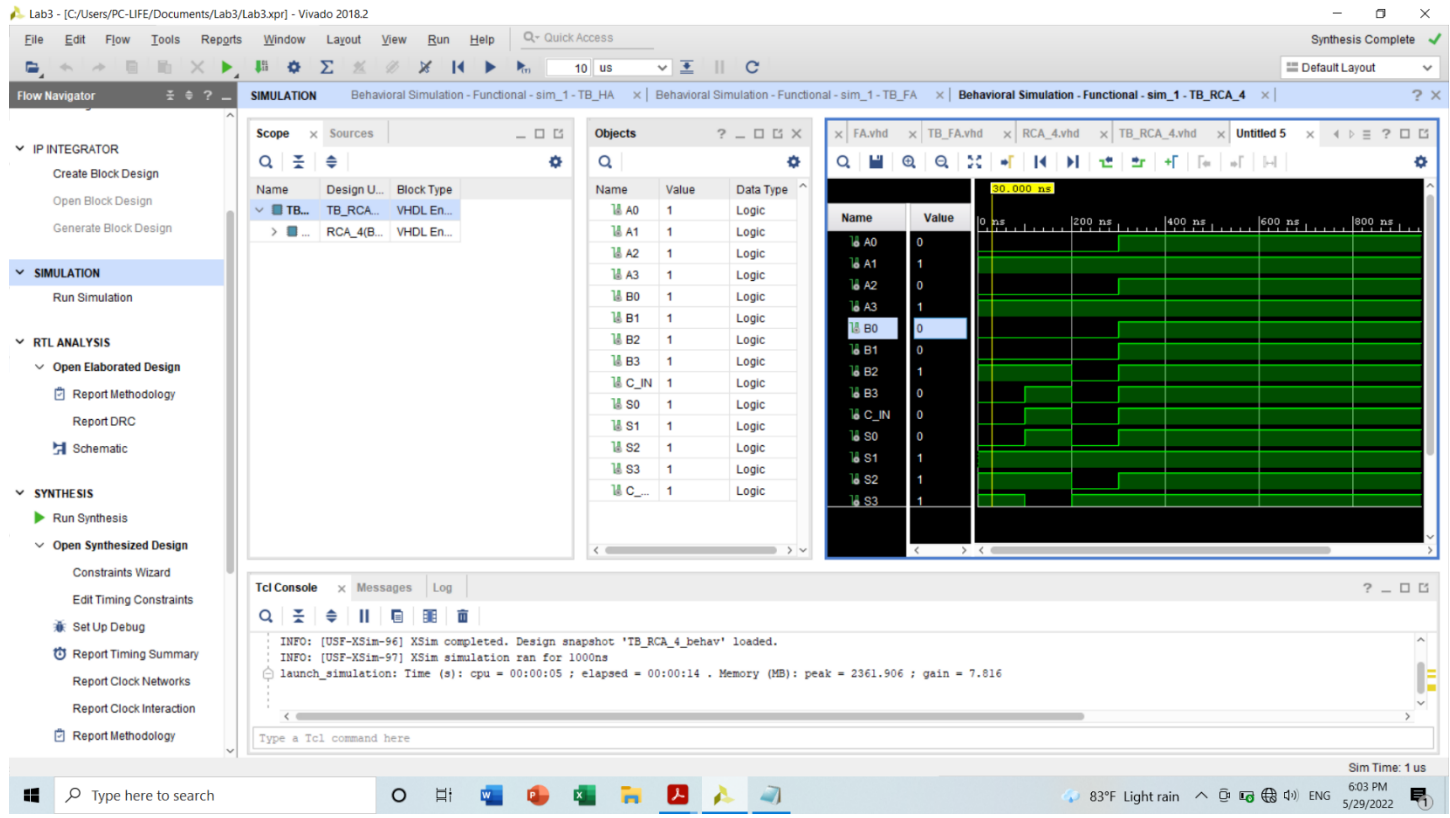 Lab3 - [C:/Users/PC-LIFE/Documents/Lab3/Lab3.xpr] - Vivado 2018.2
File Edit Flow Tools Reports Window Layout View Run Help Quick Access Synthesis Complete
10 us Default Layout
Flow Navigator
SIMULATION Behavioral Simulation - Functional - sim_1 - TB_HA Behavioral Simulation - Functional - sim_1 - TB_FA Behavioral Simulation - Functional - sim_1 - TB_RCA_4
IP INTEGRATOR
Create Block Design
Open Block Design
Generate Block Design
SIMULATION
Run Simulation
RTL ANALYSIS
Open Elaborated Design
Report Methodology
Report DRC
Schematic
SYNTHESIS
Run Synthesis
Open Synthesized Design
Constraints Wizard
Edit Timing Constraints
Set Up Debug
Report Timing Summary
Report Clock Networks
Report Clock Interaction
Report Methodology
Scope Sources
Name Design U... Block Type
TB... TB_RCA... VHDL En...
... RCA_4(B... VHDL En...
Objects
Name Value Data Type
A0 1 Logic
A1 1 Logic
A2 1 Logic
A3 1 Logic
B0 1 Logic
B1 1 Logic
B2 1 Logic
B3 1 Logic
C_IN 1 Logic
S0 1 Logic
S1 1 Logic
S2 1 Logic
S3 1 Logic
C_... 1 Logic
FA.vhd TB_FA.vhd RCA_4.vhd TB_RCA_4.vhd Untitled 5
30.000 ns
Name Value 0 ns 200 ns 400 ns 600 ns 800 ns
A0 0
A1 1
A2 0
A3 1
B0 0
B1 0
B2 1
B3 0
C_IN 0
S0 0
S1 1
S2 1
S3 1
Tcl Console Messages Log
INFO: [USF-XSim-96] XSim completed. Design snapshot 'TB_RCA_4_behav' loaded.
INFO: [USF-XSim-97] XSim simulation ran for 1000ns
launch_simulation: Time (s): cpu = 00:00:05 ; elapsed = 00:00:14 . Memory (MB): peak = 2361.906 ; gain = 7.816
Type a Tcl command here
Sim Time: 1 us
Type here to search
83°F Light rain ENG
6:03 PM
5/29/2022
1